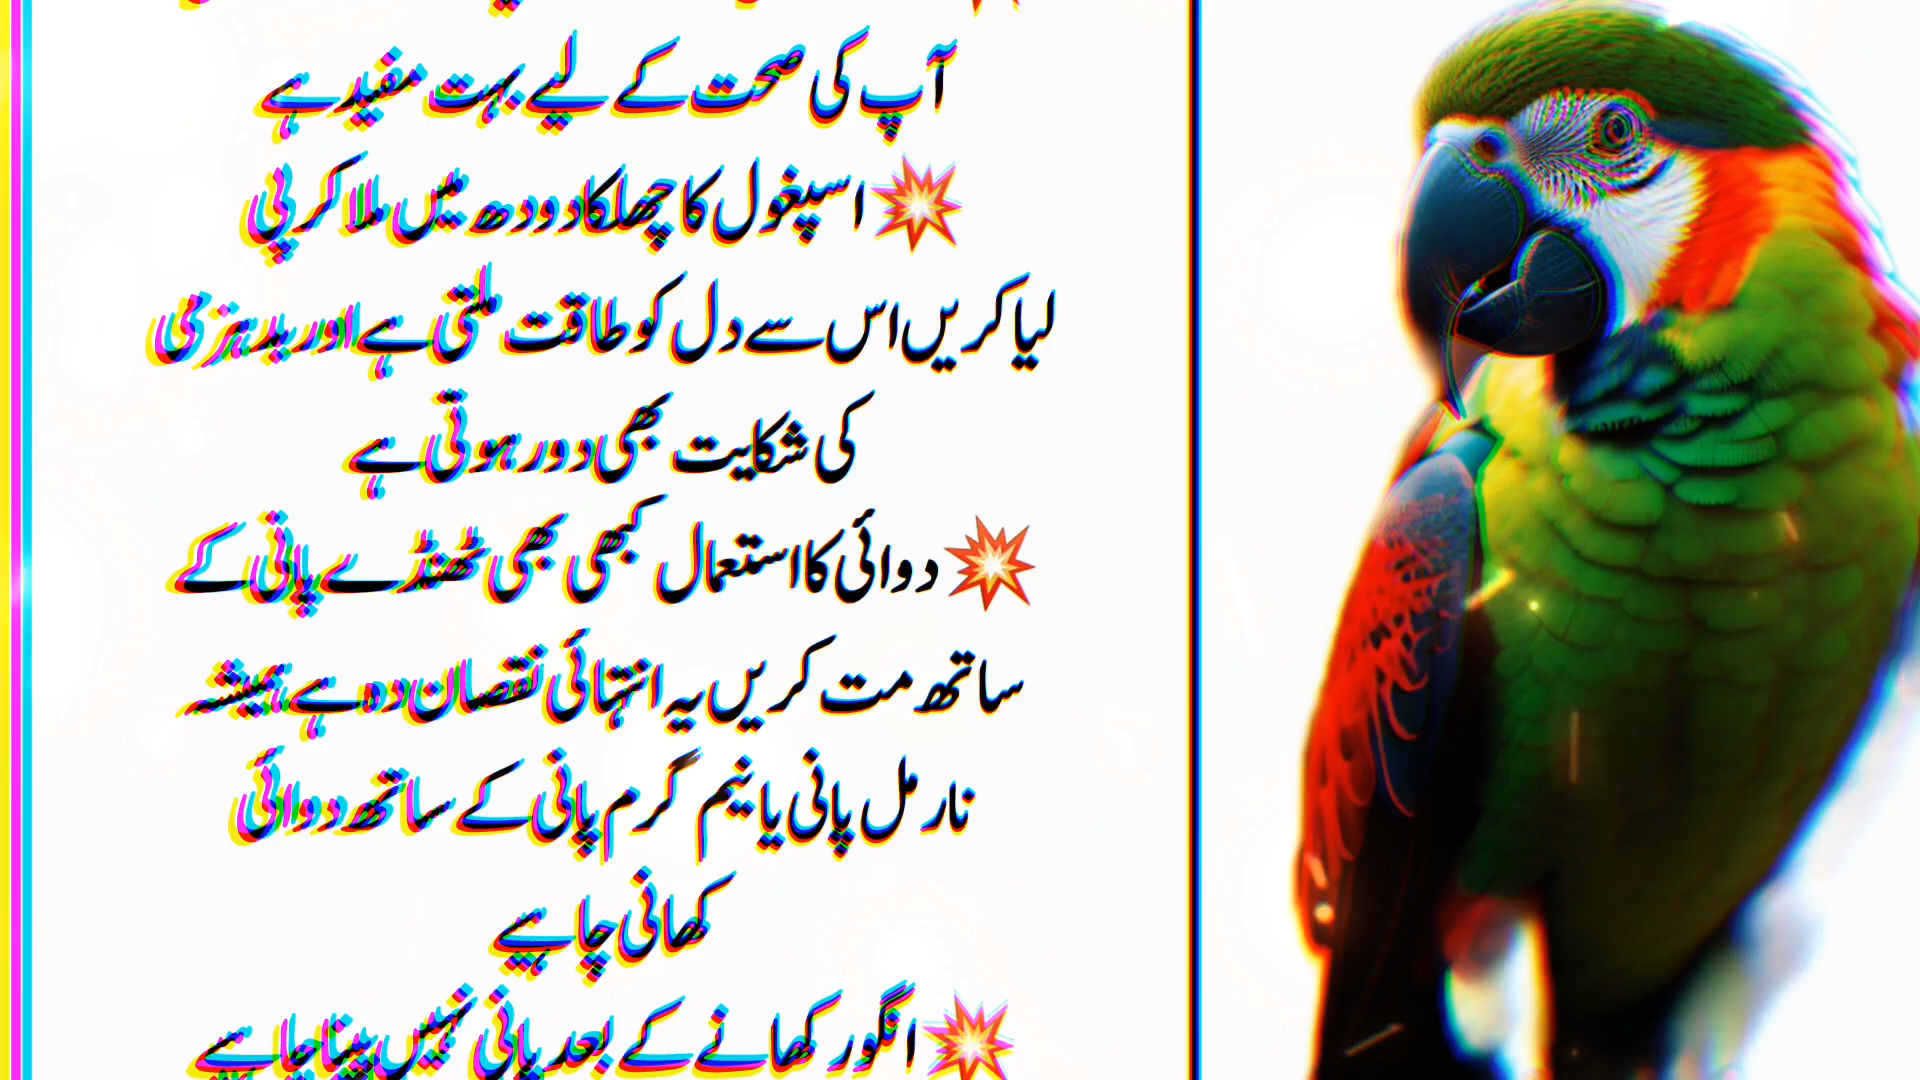 آپ کی صحت کے لیے بہت مفید ہے
💥اسپغول کا چھلکا دودھ میں ملا کر پی
لیا کریں اس سے دل کو طاقت ملتی ہے اور بدہزمی
کی شکایت بھی دور ہوتی ہے
💥دوائی کا استعمال کبھی بھی ٹھنڈے پانی کے
ساتھ مت کریں یہ انتہائی نقصان دہ ہے ہمیشہ
نارمل پانی یا نیم گرم پانی کے ساتھ دوائی
کھانی چاہیے
💥انگور کھانے کے بعد پانی نہیں پینا چاہیے